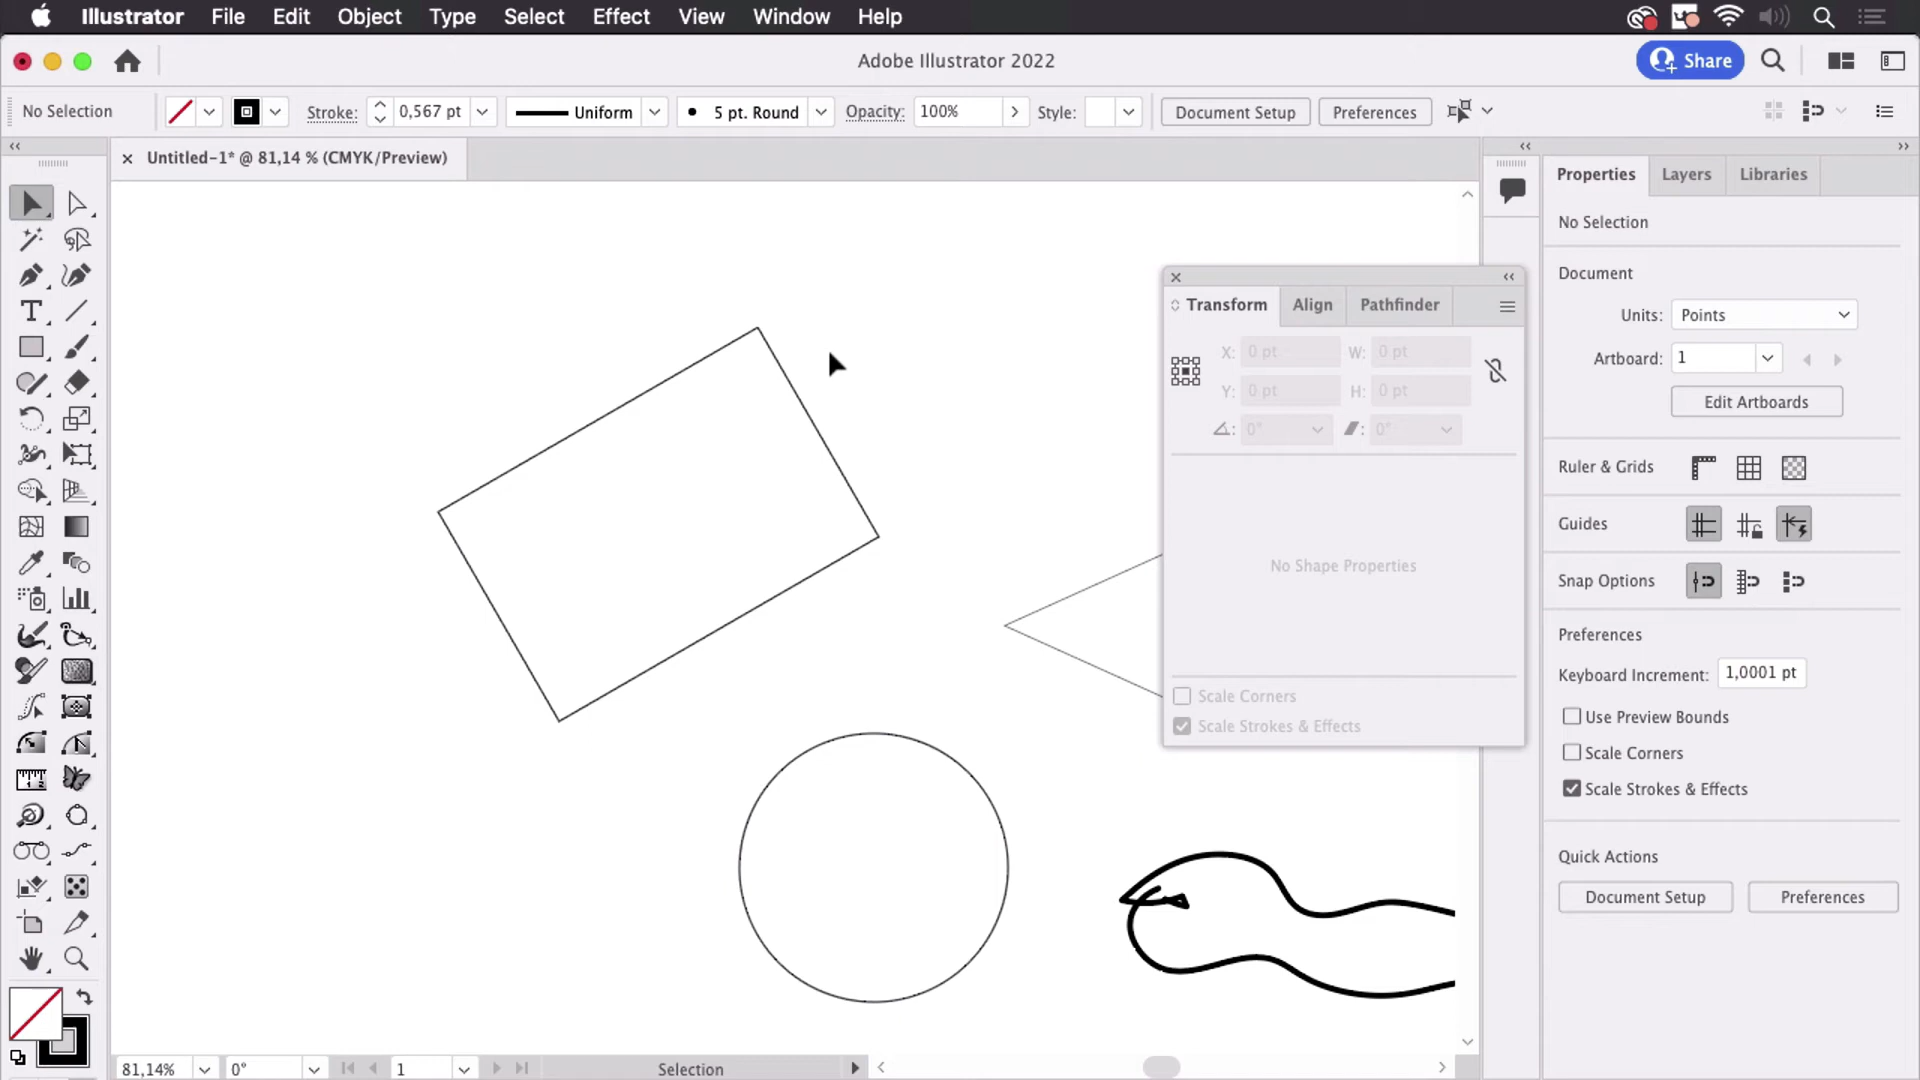 Illustrator File Edit Object Type Select Effect View Window Help
Adobe Illustrator 2022
Share
No Selection
Stroke: 0,567 pt
Uniform
5 pt. Round
Opacity: 100%
Style:
Document Setup
Preferences
Untitled-1* @ 81,14 % (CMYK/Preview)
Transform Align Pathfinder
X: 0 pt W: 0 pt
Y: 0 pt H: 0 pt
0° 0°
No Shape Properties
Scale Corners
Scale Strokes & Effects
Properties Layers Libraries
No Selection
Document
Units: Points
Artboard: 1
Edit Artboards
Ruler & Grids
Guides
Snap Options
Preferences
Keyboard Increment: 1,0001 pt
Use Preview Bounds
Scale Corners
Scale Strokes & Effects
Quick Actions
Document Setup Preferences
81,14% 0° 1 Selection